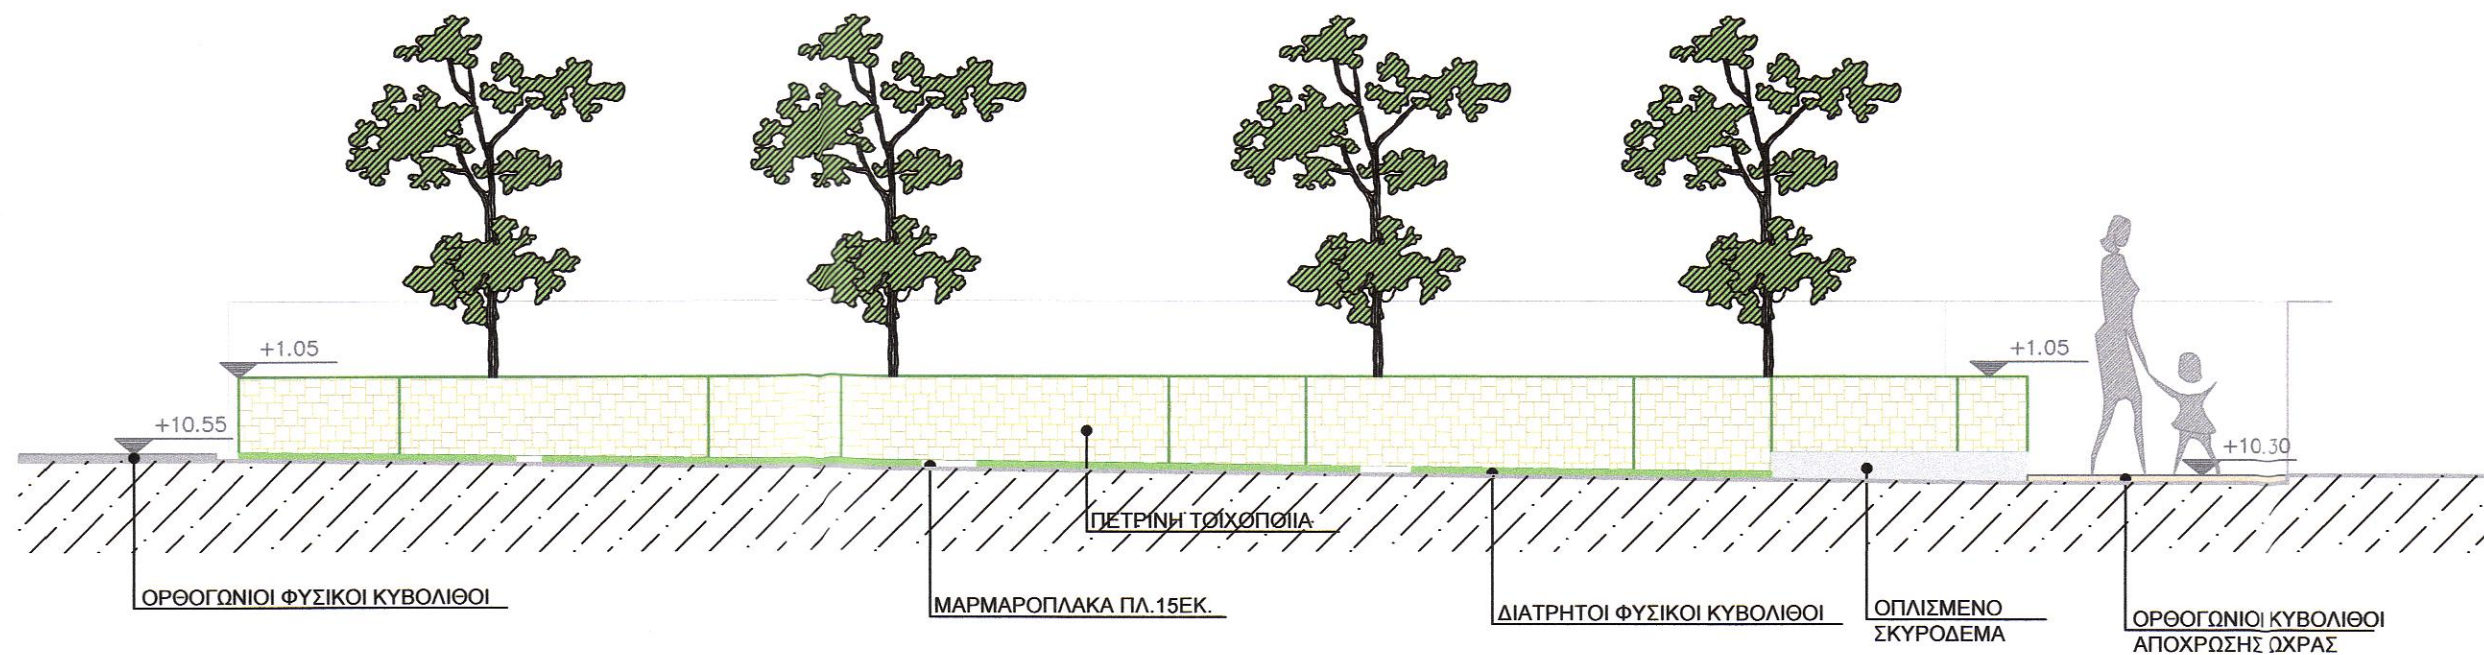 +1.05
+1.05
+10.55
+10.30
ΠΕΤΡΙΝΗ ΤΟΙΧΟΠΟΙΙΑ
ΟΡΘΟΓΩΝΙΟΙ ΦΥΣΙΚΟΙ ΚΥΒΟΛΙΘΟΙ
ΜΑΡΜΑΡΟΠΛΑΚΑ ΠΛ.15ΕΚ.
ΔΙΑΤΡΗΤΟΙ ΦΥΣΙΚΟΙ ΚΥΒΟΛΙΘΟΙ
ΟΠΛΙΣΜΕΝΟ
ΣΚΥΡΟΔΕΜΑ
ΟΡΘΟΓΩΝΙΟΙ ΚΥΒΟΛΙΘΟΙ
ΑΠΟΧΡΩΣΗΣ ΩΧΡΑΣ